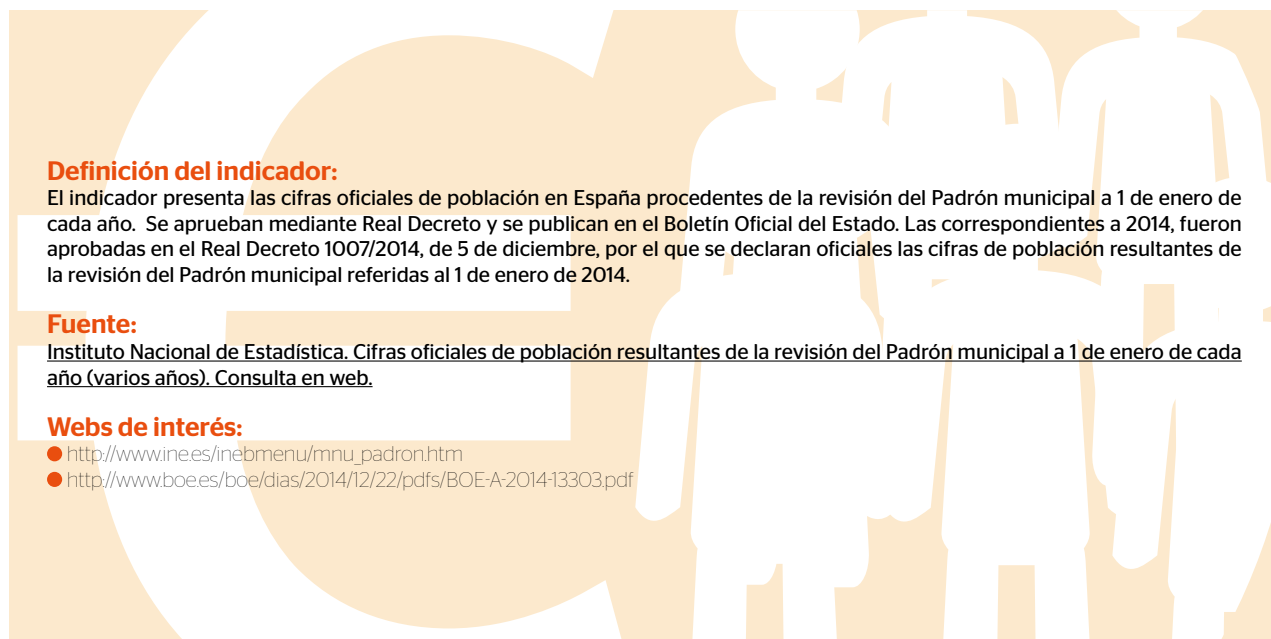 Definición del indicador:
El indicador presenta las cifras oficiales de población en España procedentes de la revisión del Padrón municipal a 1 de enero de
cada año.  Se aprueban mediante Real Decreto y se publican en el Boletín Oficial del Estado. Las correspondientes a 2014, fueron
aprobadas en el Real Decreto 1007/2014, de 5 de diciembre, por el que se declaran oficiales las cifras de población resultantes de
la revisión del Padrón municipal referidas al 1 de enero de 2014.
Fuente:
Instituto Nacional de Estadística. Cifras oficiales de población resultantes de la revisión del Padrón municipal a 1 de enero de cada
año (varios años). Consulta en web.
Webs de interés:
● http://www.ine.es/inebmenu/mnu_padron.htm
● http://www.boe.es/boe/dias/2014/12/22/pdfs/BOE-A-2014-13303.pdf